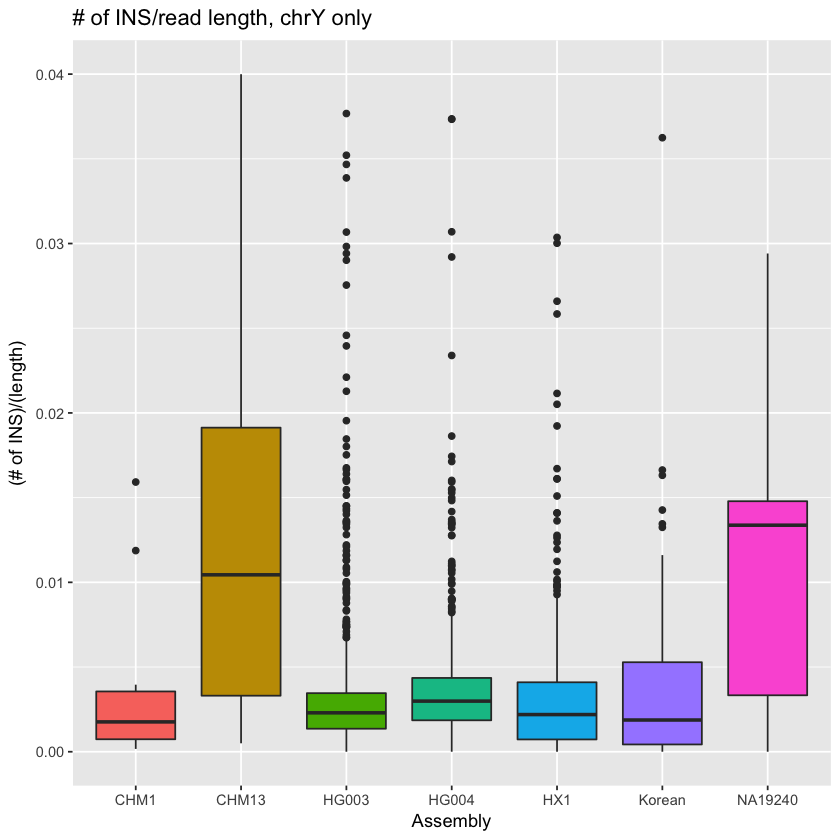 # of INS/read length, chrY only
(# of INS)/(length)
0.04
0.03
0.02
0.01
0.00
CHM1 CHM13 HG003 HG004 HX1 Korean NA19240
Assembly